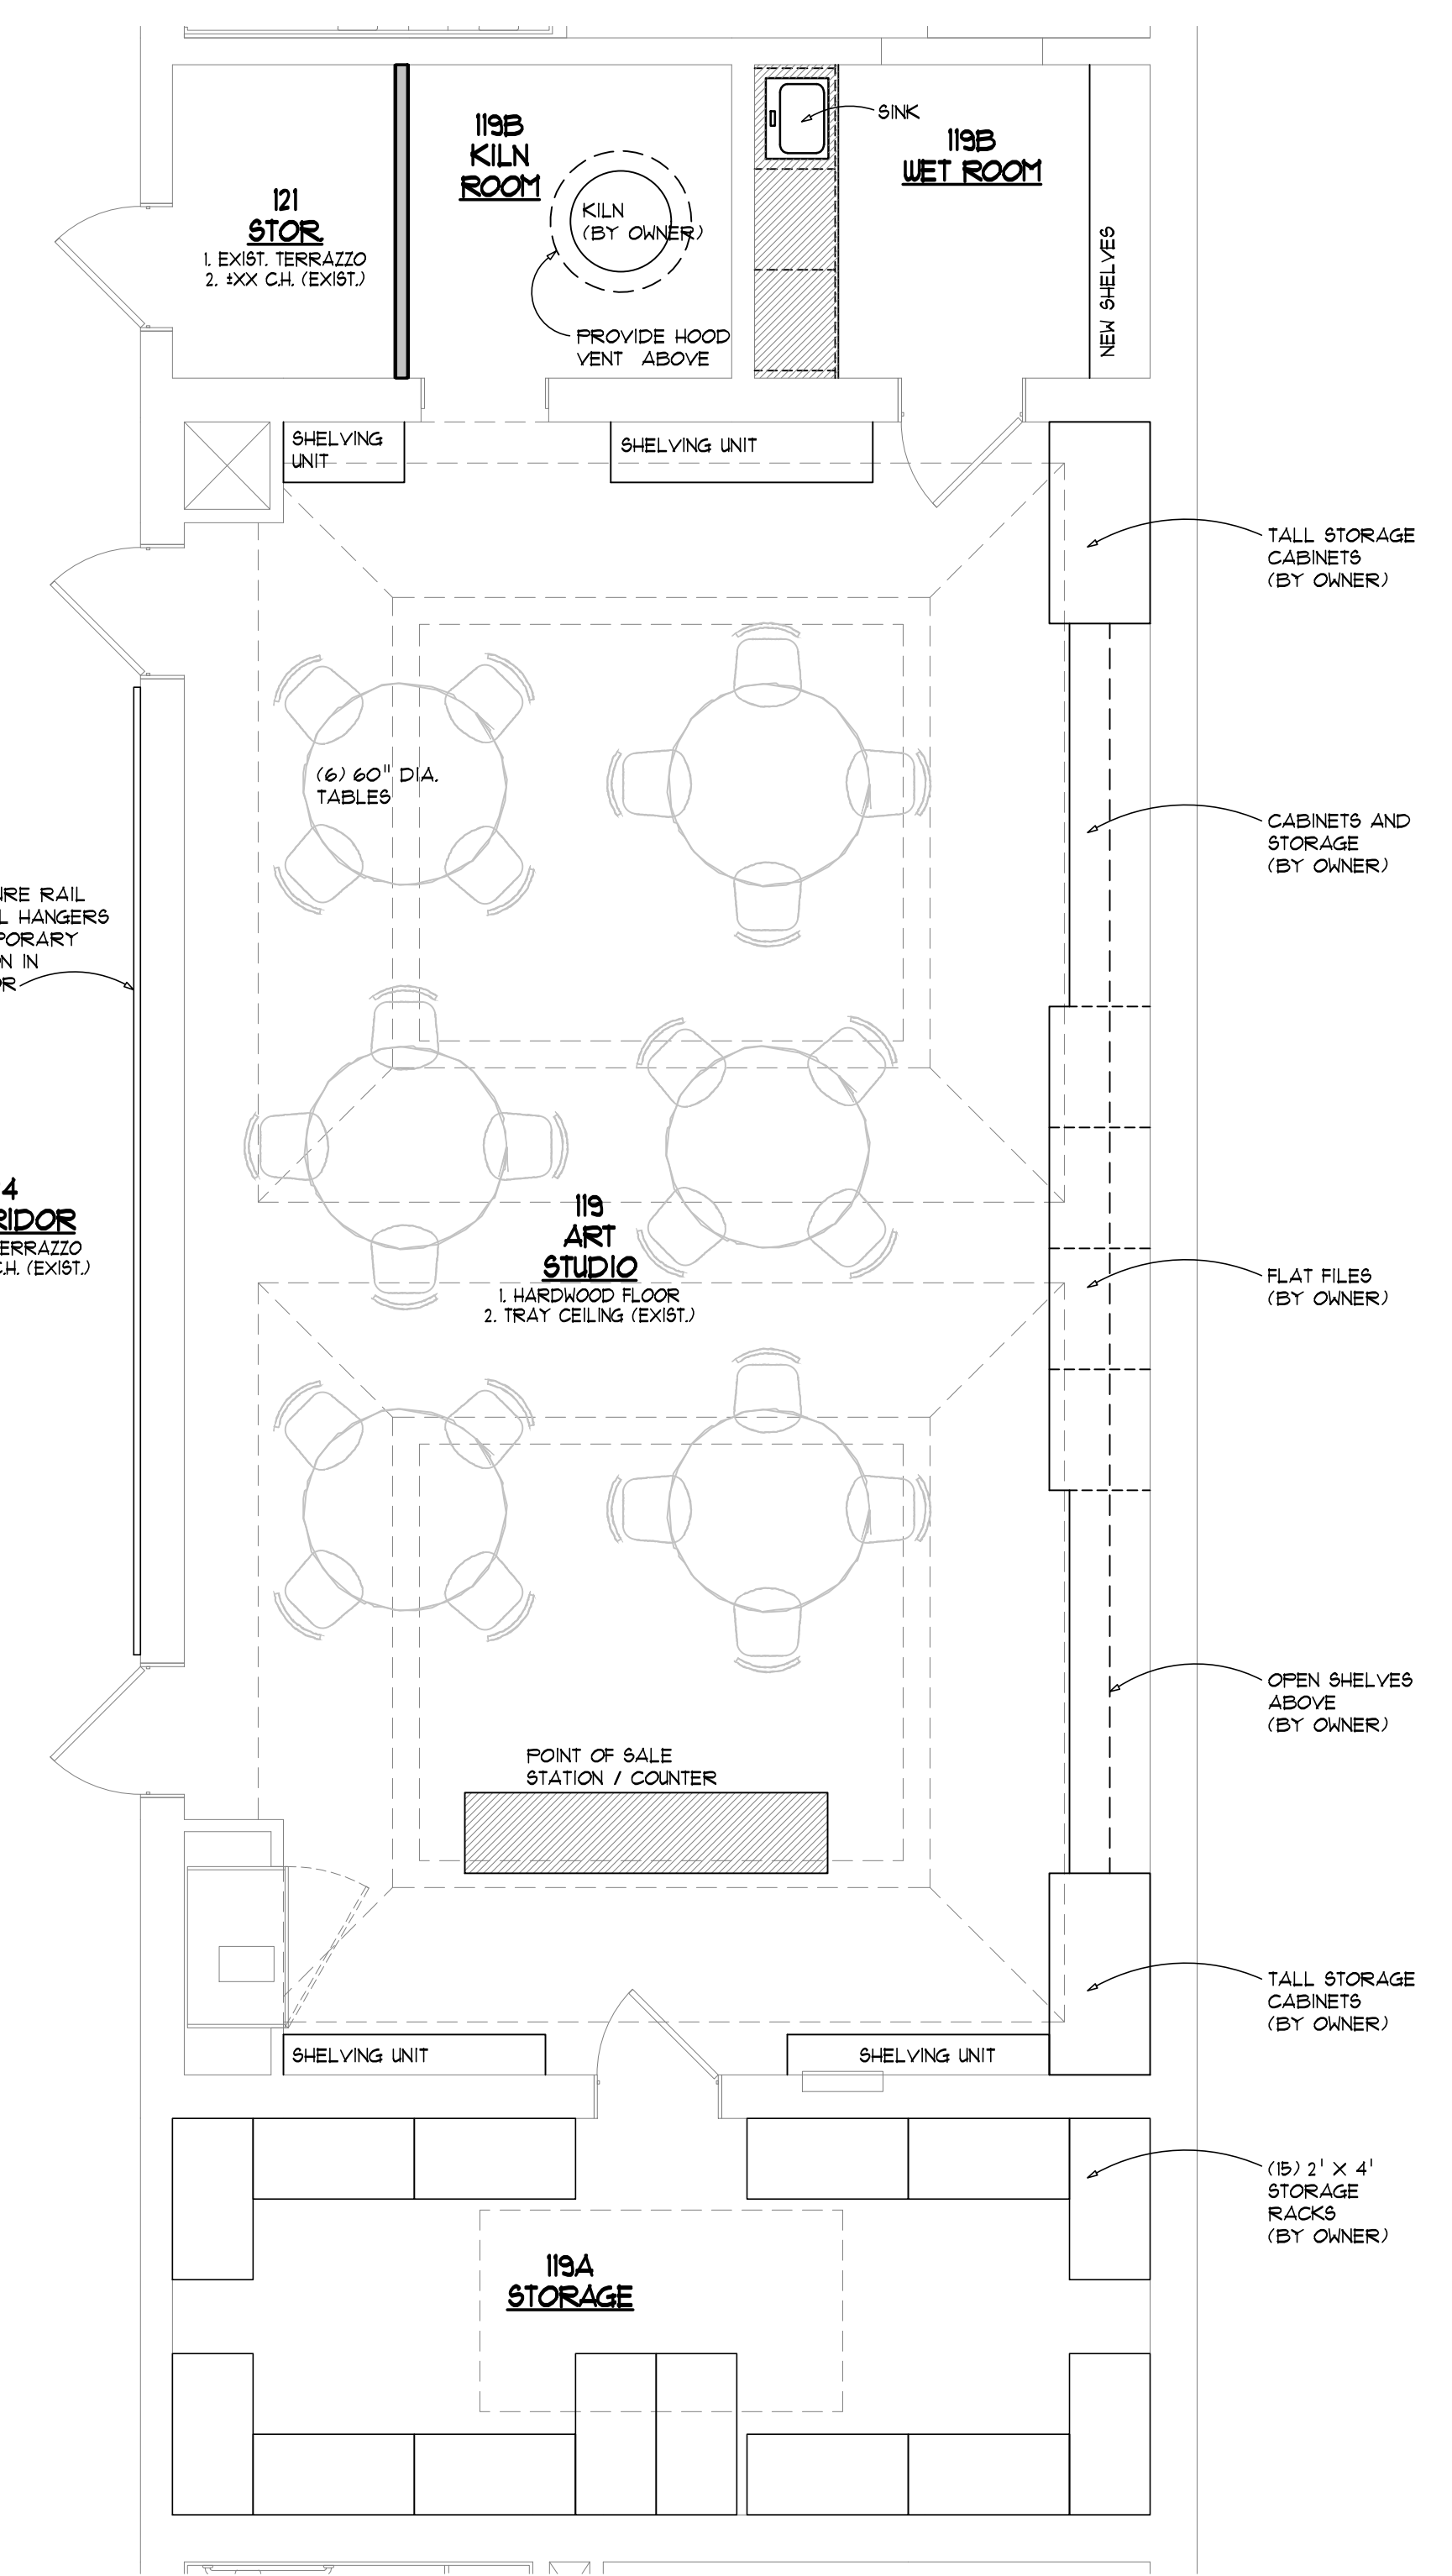 SINK
119B
KILN
ROOM
119B
WET ROOM
121
STOR
1. EXIST. TERRAZZO
2. ±XX C.H. (EXIST.)
KILN
(BY OWNER)
NEW SHELVES
PROVIDE HOOD
VENT ABOVE
SHELVING
UNIT
SHELVING UNIT
TALL STORAGE
CABINETS
(BY OWNER)
(6) 60" DIA.
TABLES
CABINETS AND
STORAGE
(BY OWNER)
RAIL
HANGERS
IN
119
ART
STUDIO
1. HARDWOOD FLOOR
2. TRAY CEILING (EXIST.)
4
C.H. (EXIST.)
FLAT FILES
(BY OWNER)
OPEN SHELVES
ABOVE
(BY OWNER)
POINT OF SALE
STATION / COUNTER
TALL STORAGE
CABINETS
(BY OWNER)
SHELVING UNIT
SHELVING UNIT
(15) 2' X 4'
STORAGE
RACKS
(BY OWNER)
119A
STORAGE